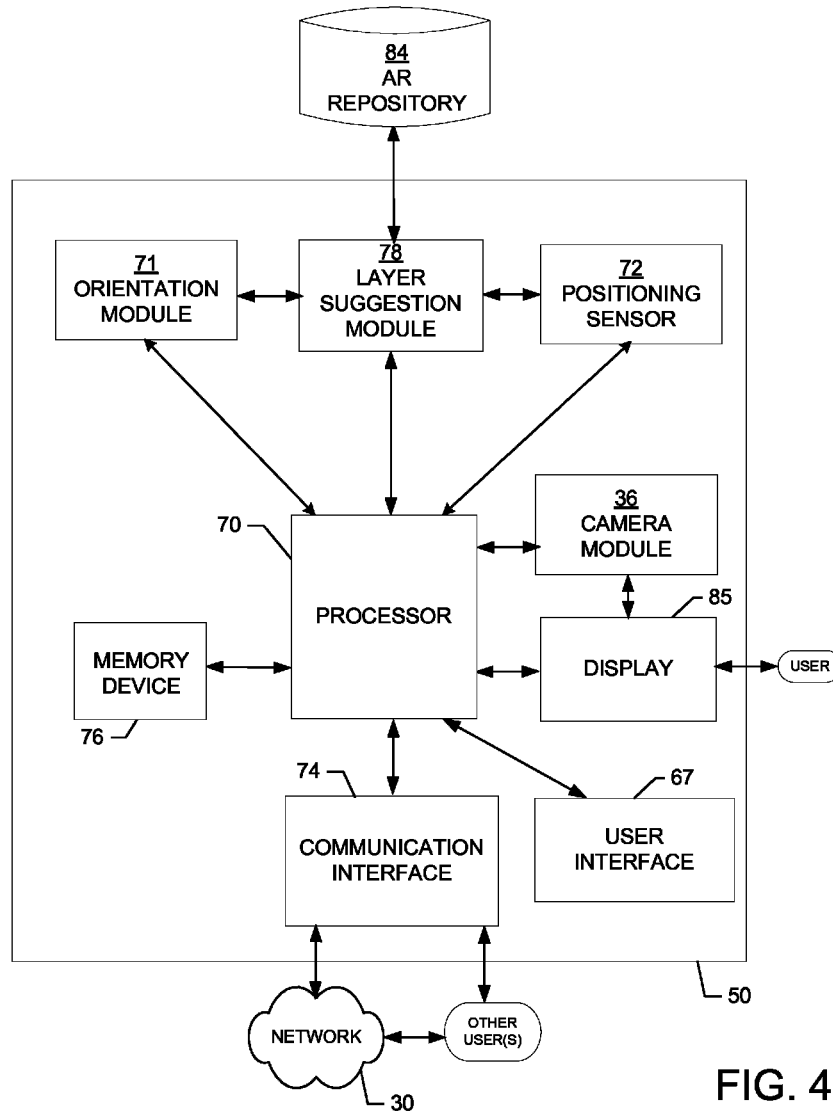 84
AR
REPOSITORY
71
ORIENTATION
MODULE
78
LAYER
SUGGESTION
MODULE
72
POSITIONING
SENSOR
70
PROCESSOR
36
CAMERA
MODULE
85
DISPLAY
USER
MEMORY
DEVICE
76
74
COMMUNICATION
INTERFACE
67
USER
INTERFACE
50
NETWORK
30
OTHER
USER(S)
FIG. 4